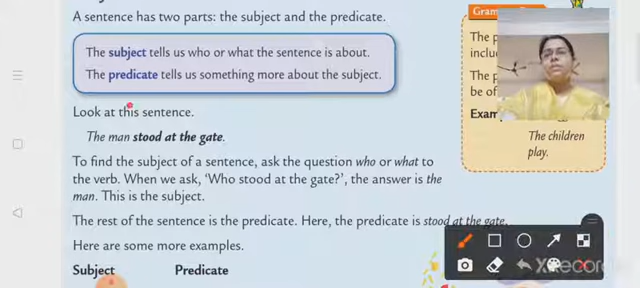 A sentence has two parts: the subject and the predicate.
The subject tells us who or what the sentence is about.
The predicate tells us something more about the subject.
Look at this sentence.
The man stood at the gate.
To find the subject of a sentence, ask the question who or what to
the verb. When we ask, 'Who stood at the gate?', the answer is the
man. This is the subject.
The rest of the sentence is the predicate. Here, the predicate is stood at the gate.
Here are some more examples.
Subject Predicate
The p
inclu
The p
be of
Exam
The children
play.